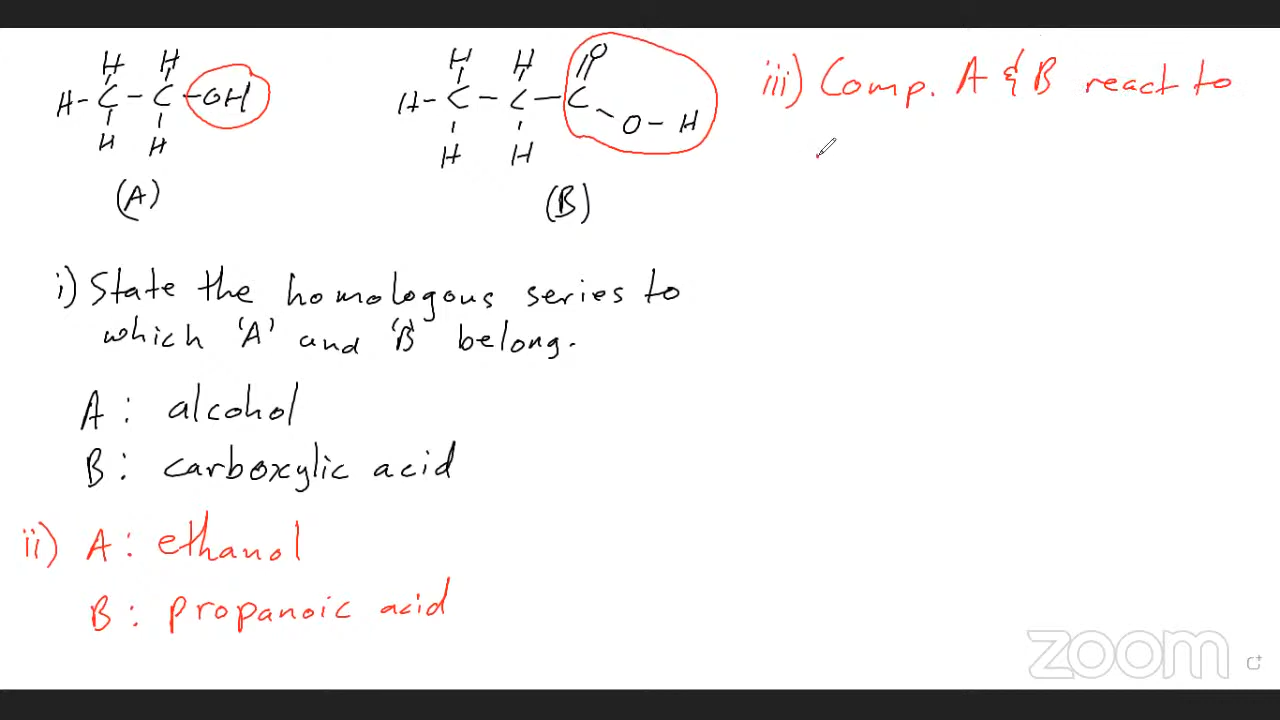 H H
H - C - C - OH
H H
(A)
H H O
H - C - C - C
O - H
H H
(B)
i) State the homologous series to
which 'A' and 'B' belong.
A : alcohol
B : carboxylic acid
ii) A : ethanol
B : propanoic acid
iii) Comp. A & B react to
zoom